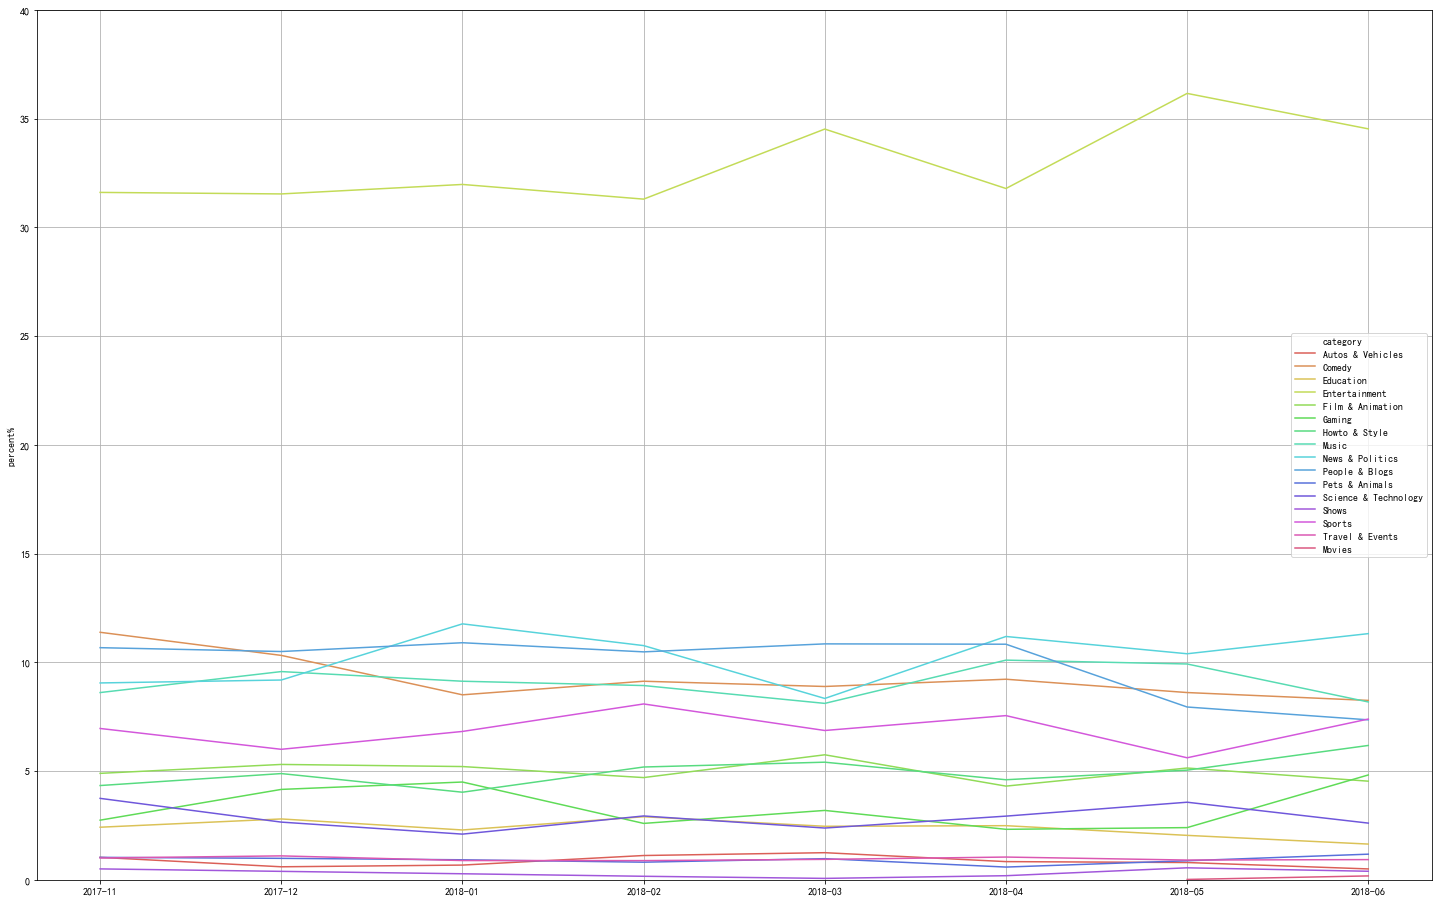 40
35
30
25
20
15
10
5
0
percent%
category
Autos & Vehicles
Comedy
Education
Entertainment
Film & Animation
Gaming
Howto & Style
Music
News & Politics
People & Blogs
Pets & Animals
Science & Technology
Shows
Sports
Travel & Events
Movies
2017-11 2017-12 2018-01 2018-02 2018-03 2018-04 2018-05 2018-06